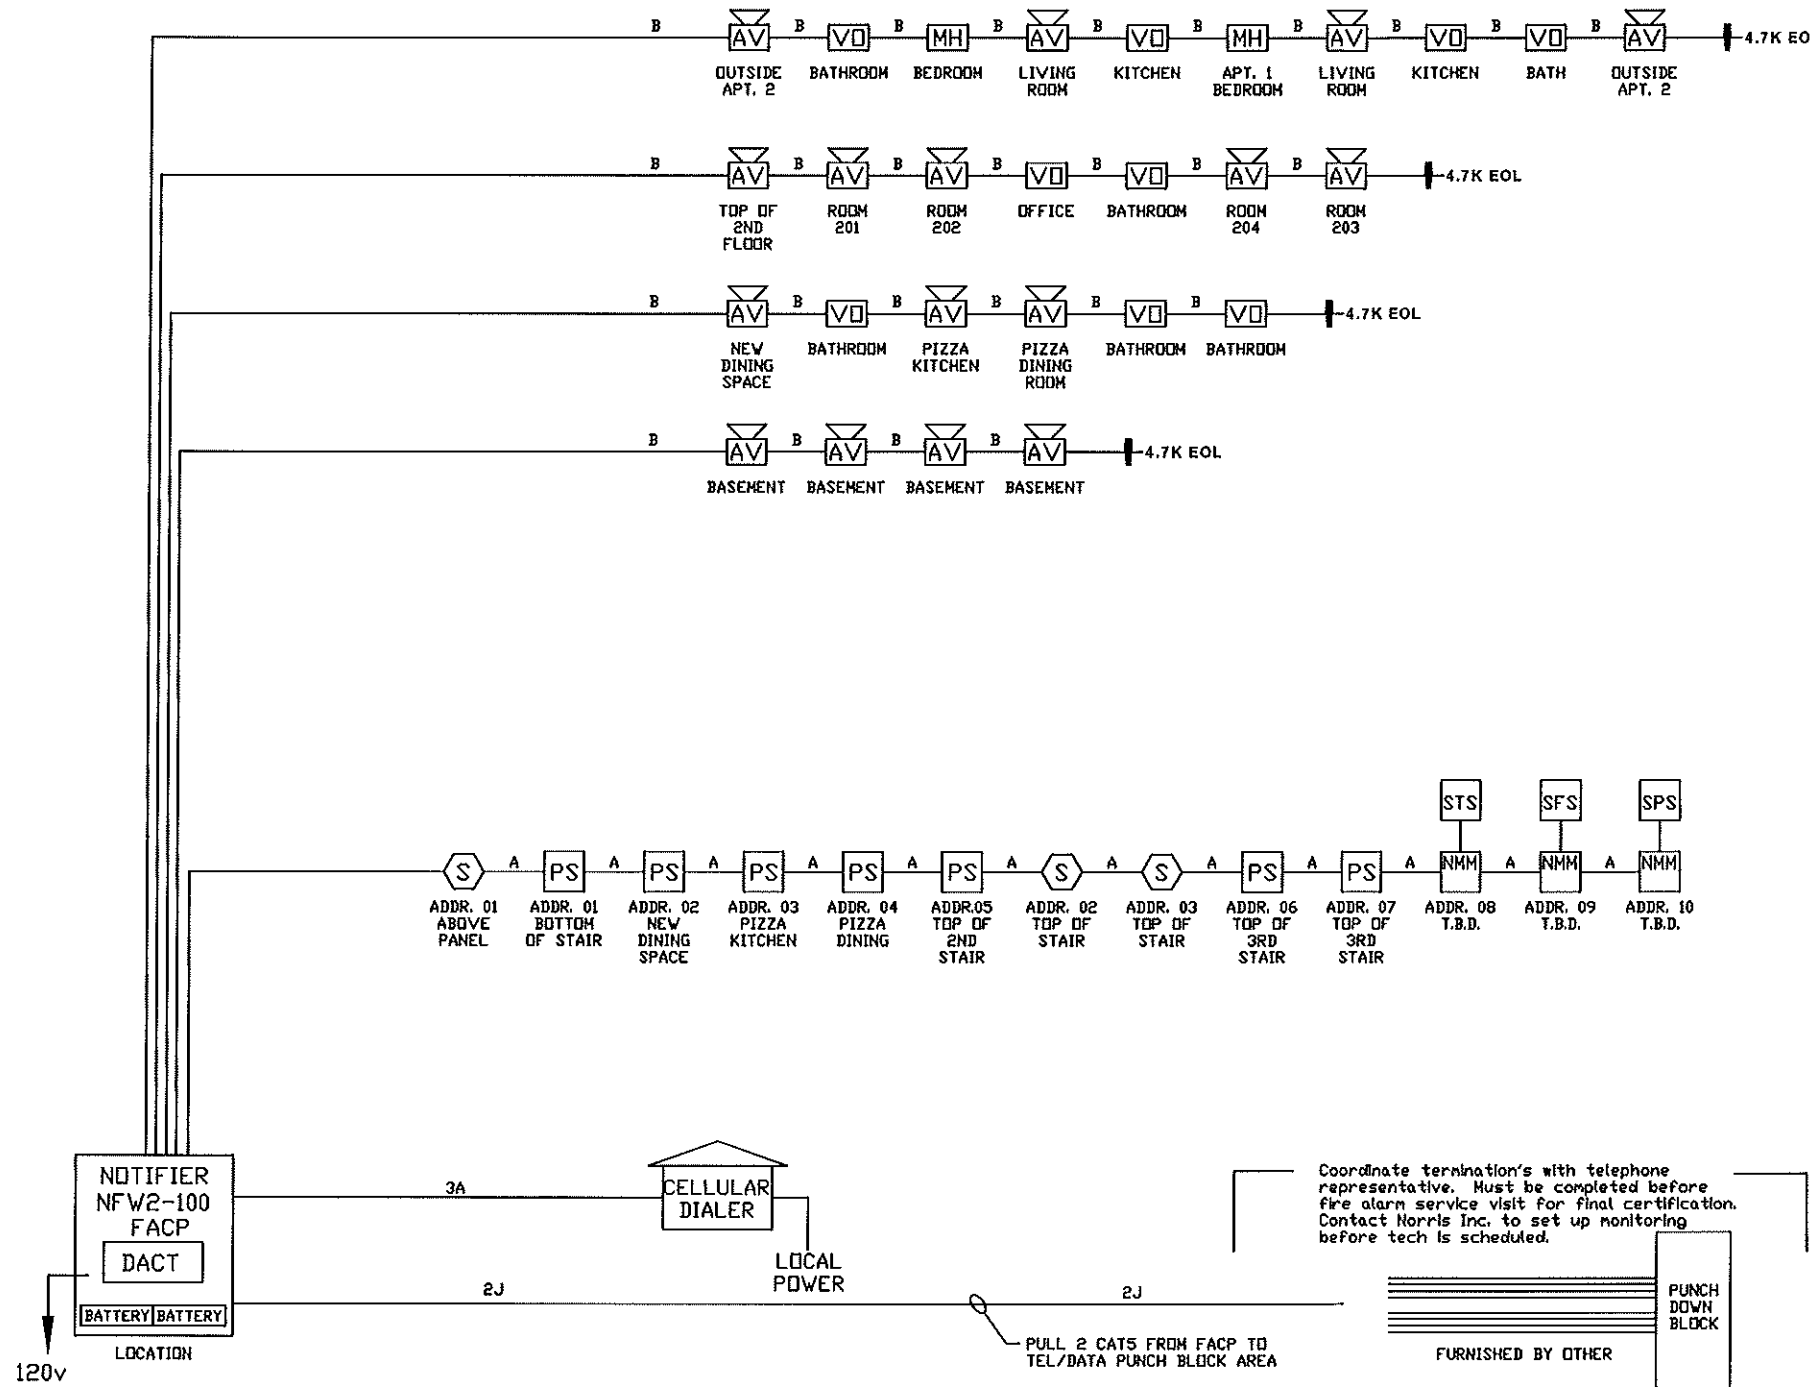 B B B B B B B B B B
AV VO MH AV VO MH AV VO VO AV 4.7K EO
OUTSIDE APT. 2
BATHROOM
BEDROOM
LIVING ROOM
KITCHEN
APT. 1 BEDROOM
LIVING ROOM
KITCHEN
BATH
OUTSIDE APT. 2
B B B B B B B
AV AV AV VO VO AV AV 4.7K EOL
TOP OF 2ND FLOOR
ROOM 201
ROOM 202
OFFICE
BATHROOM
ROOM 204
ROOM 203
B B B B B B
AV VO AV AV VO VO 4.7K EOL
NEW DINING SPACE
BATHROOM
PIZZA KITCHEN
PIZZA DINING ROOM
BATHROOM
BATHROOM
B B B B
AV AV AV AV 4.7K EOL
BASEMENT BASEMENT BASEMENT BASEMENT
STS SFS SPS
A A A A A A A A A A A A
S PS PS PS PS PS S S PS PS NMM NMM NMM
ADDR. 01 ABOVE PANEL
ADDR. 01 BOTTOM OF STAIR
ADDR. 02 NEW DINING SPACE
ADDR. 03 PIZZA KITCHEN
ADDR. 04 PIZZA DINING
ADDR.05 TOP OF 2ND STAIR
ADDR. 02 TOP OF STAIR
ADDR. 03 TOP OF STAIR
ADDR. 06 TOP OF 3RD STAIR
ADDR. 07 TOP OF 3RD STAIR
ADDR. 08 T.B.D.
ADDR. 09 T.B.D.
ADDR. 10 T.B.D.
NOTIFIER
NFW2-100
FACP
DACT
BATTERY BATTERY
LOCATION
120v
3A
CELLULAR
DIALER
LOCAL
POWER
2J
2J
PULL 2 CAT5 FROM FACP TO
TEL/DATA PUNCH BLOCK AREA
Coordinate termination's with telephone
representative. Must be completed before
fire alarm service visit for final certification.
Contact Norris Inc. to set up monitoring
before tech is scheduled.
PUNCH
DOWN
BLOCK
FURNISHED BY OTHER